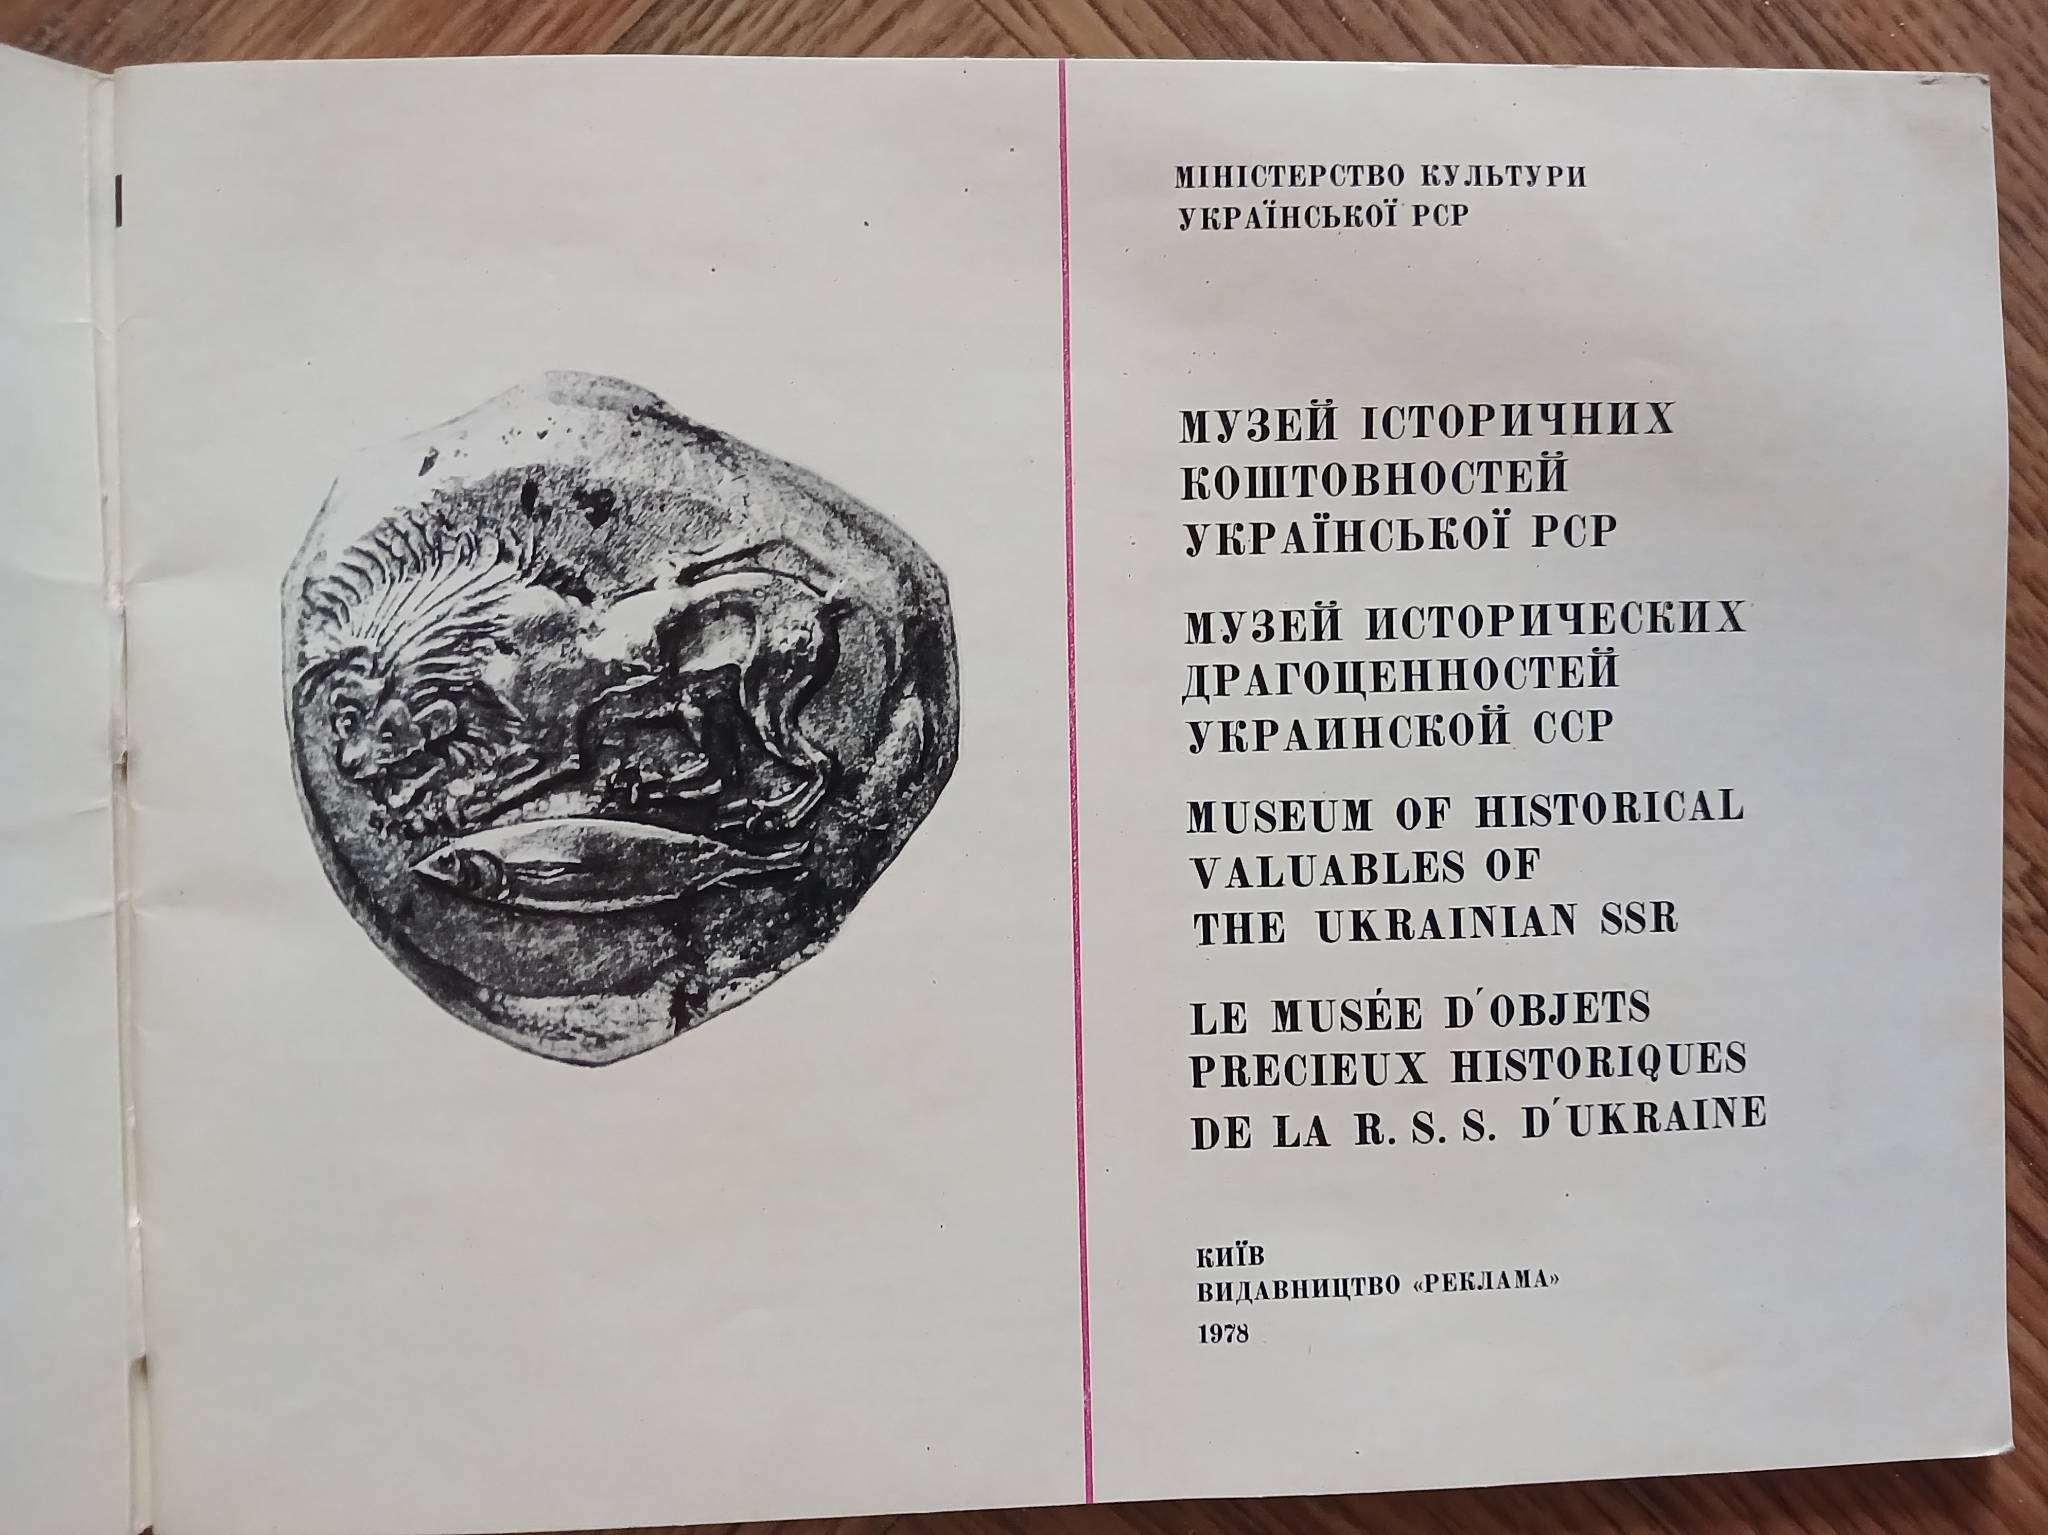 МІНІСТЕРСТВО КУЛЬТУРИ
УКРАЇНСЬКОЇ РСР
МУЗЕЙ ІСТОРИЧНИХ
КОШТОВНОСТЕЙ
УКРАЇНСЬКОЇ РСР
МУЗЕЙ ИСТОРИЧЕСКИХ
ДРАГОЦЕННОСТЕЙ
УКРАИНСКОЙ ССР
MUSEUM OF HISTORICAL
VALUABLES OF
THE UKRAINIAN SSR
LE MUSÉE D´OBJETS
PRECIEUX HISTORIQUES
DE LA R. S. S. D´UKRAINE
КИЇВ
ВИДАВНИЦТВО «РЕКЛАМА»
1978